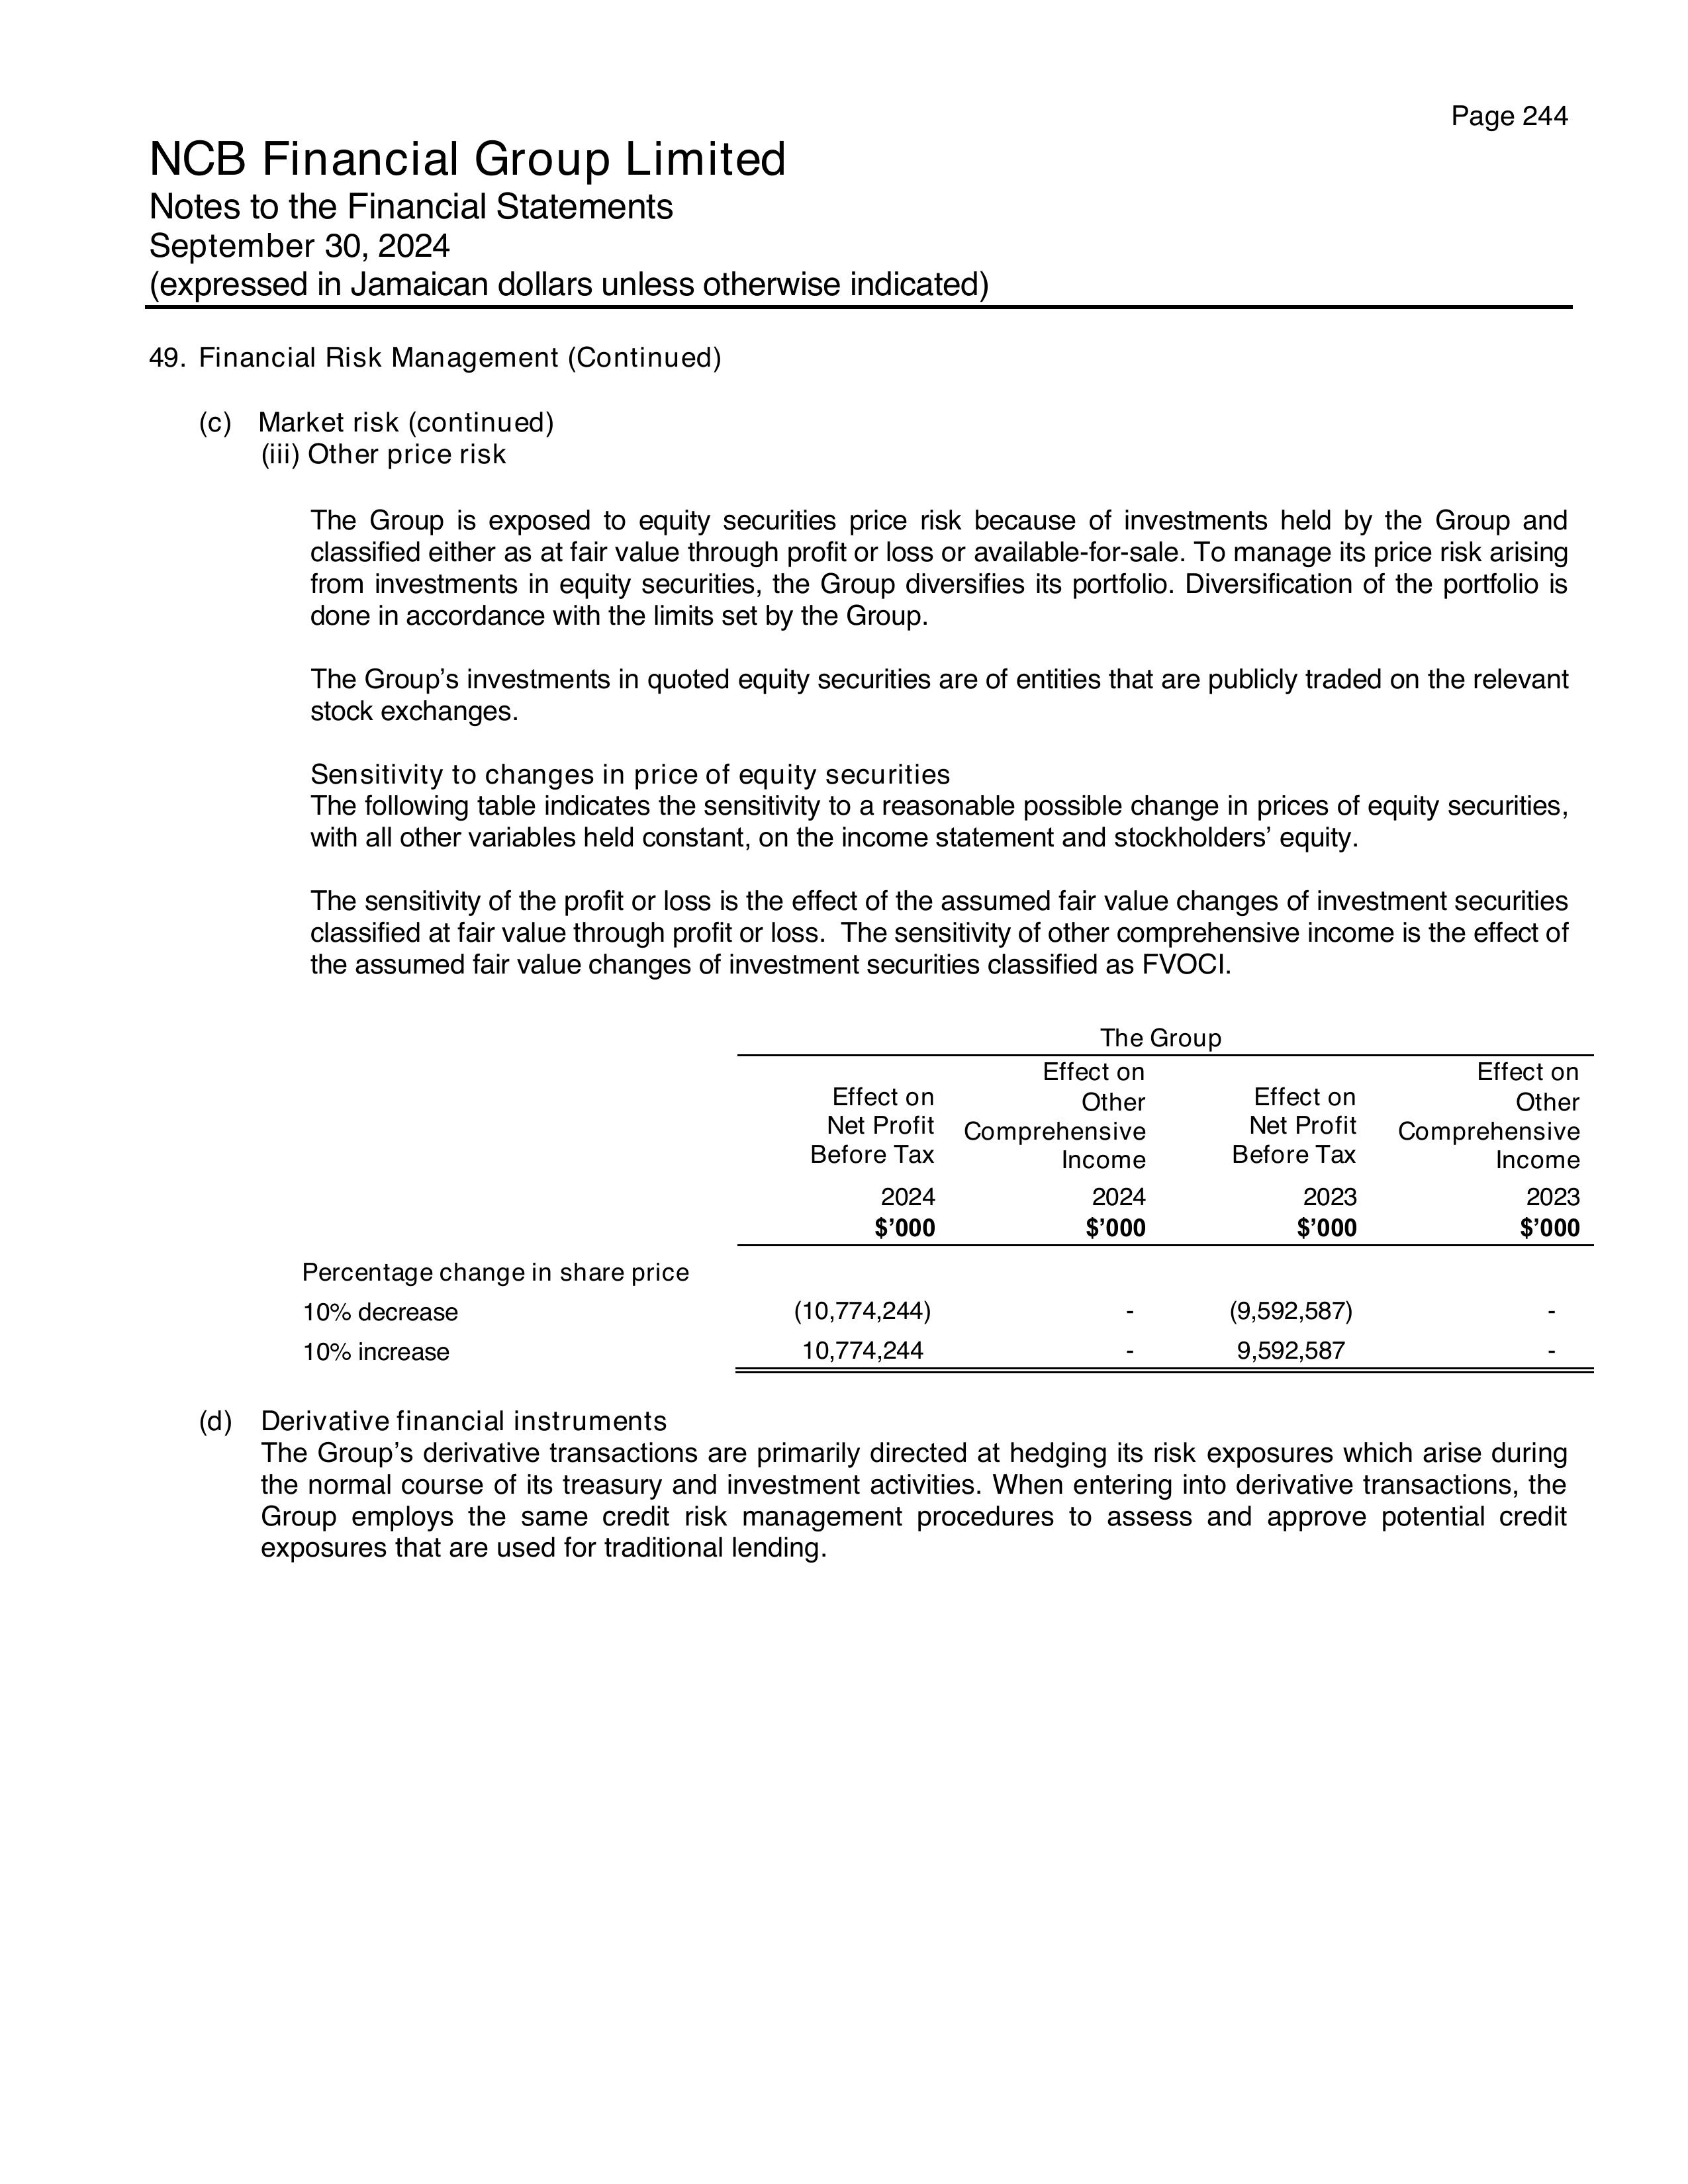 Page 244
NCB Financial Group Limited
Notes to the Financial Statements
September 30, 2024
(expressed in Jamaican dollars unless otherwise indicated)
49. Financial Risk Management (Continued)
(c) Market risk (continued)
(iii) Other price risk
The Group is exposed to equity securities price risk because of investments held by the Group and
classified either as at fair value through profit or loss or available-for-sale. To manage its price risk arising
from investments in equity securities, the Group diversifies its portfolio. Diversification of the portfolio is
done in accordance with the limits set by the Group.
The Group’s investments in quoted equity securities are of entities that are publicly traded on the relevant
stock exchanges.
Sensitivity to changes in price of equity securities
The following table indicates the sensitivity to a reasonable possible change in prices of equity securities,
with all other variables held constant, on the income statement and stockholders’ equity.
The sensitivity of the profit or loss is the effect of the assumed fair value changes of investment securities
classified at fair value through profit or loss. The sensitivity of other comprehensive income is the effect of
the assumed fair value changes of investment securities classified as FVOCI.
The Group
Effect on Net Profit Before Tax Effect on Other Comprehensive Income Effect on Net Profit Before Tax Effect on Other Comprehensive Income
2024 2024 2023 2023
$’000 $’000 $’000 $’000
Percentage change in share price
10% decrease (10,774,244) - (9,592,587) -
10% increase 10,774,244 - 9,592,587 -
(d) Derivative financial instruments
The Group’s derivative transactions are primarily directed at hedging its risk exposures which arise during
the normal course of its treasury and investment activities. When entering into derivative transactions, the
Group employs the same credit risk management procedures to assess and approve potential credit
exposures that are used for traditional lending.